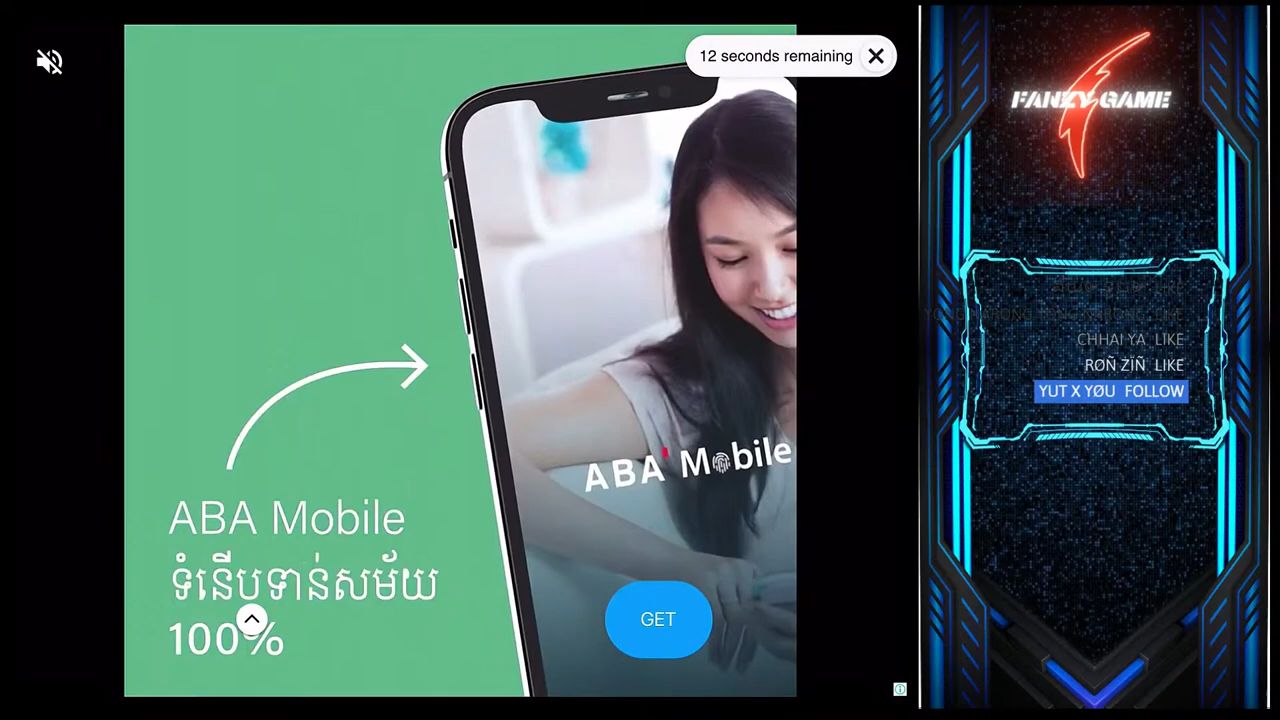 12 seconds remaining
FANZY GAME
CHHAI YA LIKE
RØÑ ZÏÑ LIKE
YUT X YØU FOLLOW
ABA' Mobile
ABA Mobile
ទំនើបទាន់សម័យ
100%
GET